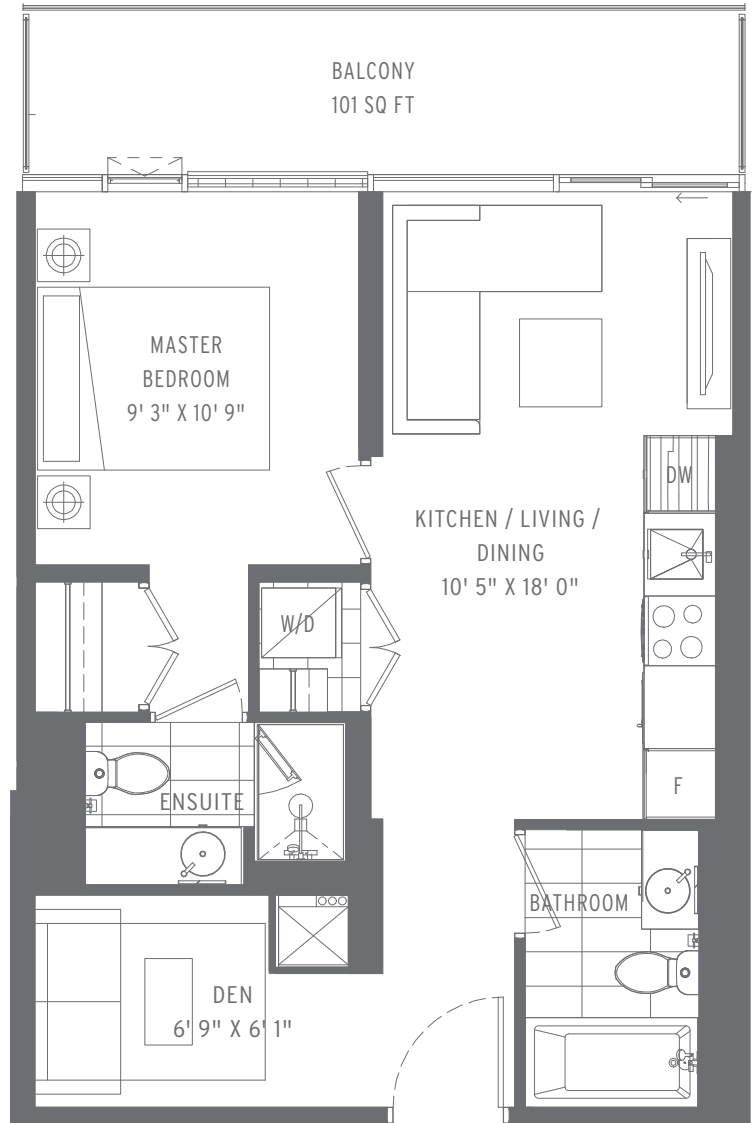 BALCONY
101 SQ FT
MASTER
BEDROOM
9' 3" X 10' 9"
DW
KITCHEN / LIVING /
DINING
10' 5" X 18' 0"
W/D
F
ENSUITE
BATHROOM
DEN
6' 9" X 6' 1"